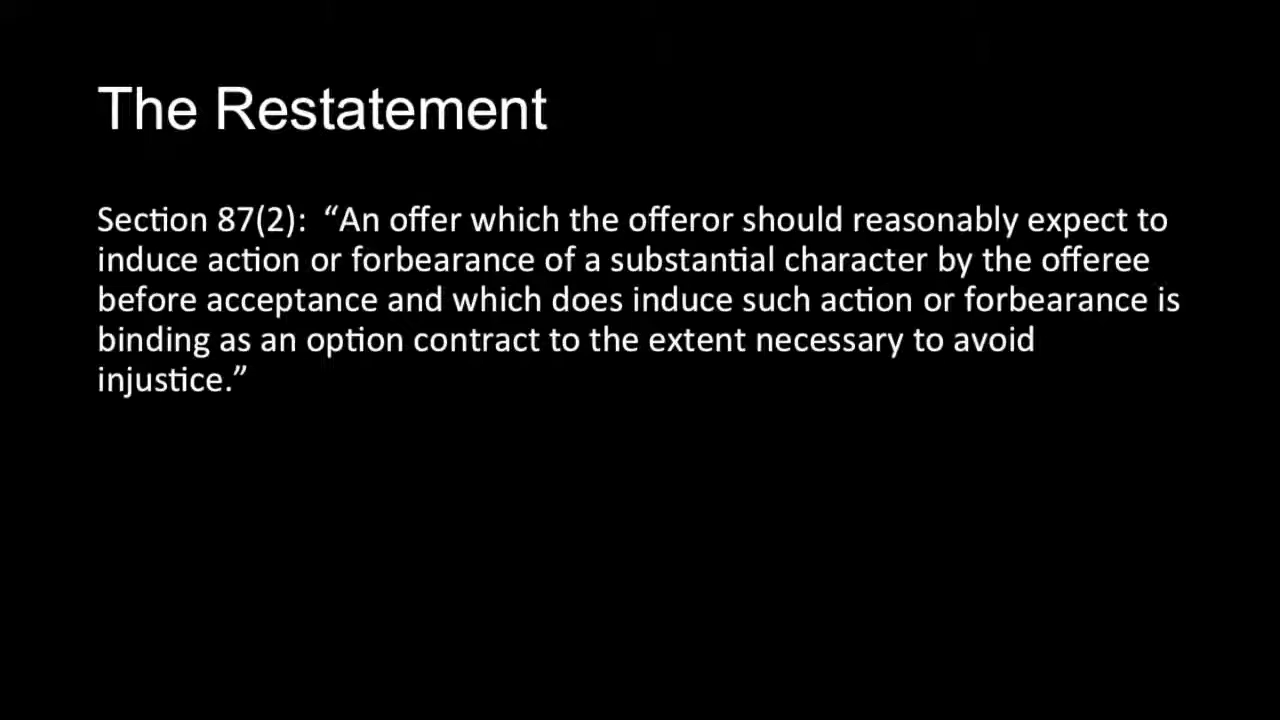 The Restatement
Section 87(2):  “An offer which the offeror should reasonably expect to
induce action or forbearance of a substantial character by the offeree
before acceptance and which does induce such action or forbearance is
binding as an option contract to the extent necessary to avoid
injustice.”